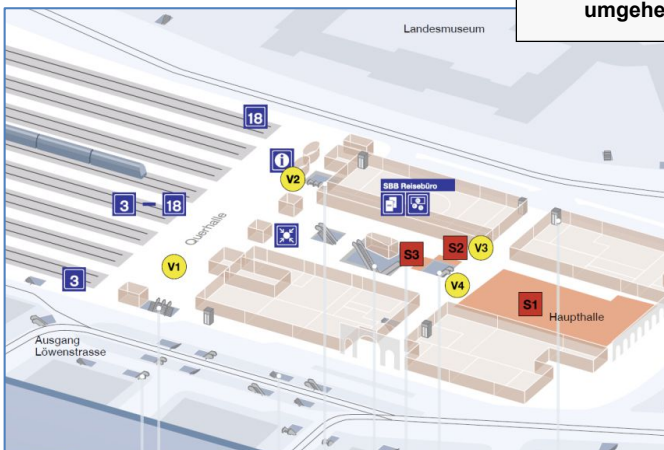 umgehe
Landesmuseum
18
i
V2
SBB Reisebüro
3 - 18
Querhalle
S3
S2
V3
V1
3
V4
S1
Haupthalle
Ausgang
Löwenstrasse